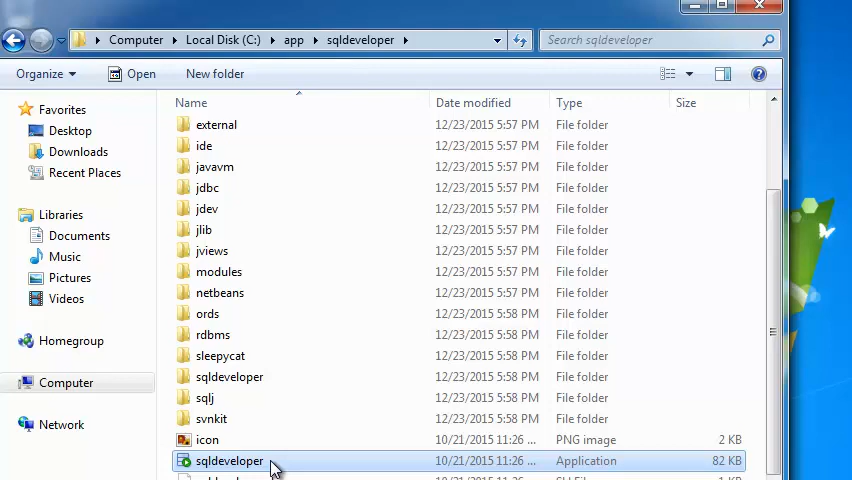 Computer Local Disk (C:) app sqldeveloper Search sqldeveloper
Organize Open New folder
Name Date modified Type Size
Favorites
Desktop
Downloads
Recent Places
Libraries
Documents
Music
Pictures
Videos
Homegroup
Computer
Network
external 12/23/2015 5:57 PM File folder
ide 12/23/2015 5:57 PM File folder
javavm 12/23/2015 5:57 PM File folder
jdbc 12/23/2015 5:57 PM File folder
jdev 12/23/2015 5:57 PM File folder
jlib 12/23/2015 5:57 PM File folder
jviews 12/23/2015 5:57 PM File folder
modules 12/23/2015 5:57 PM File folder
netbeans 12/23/2015 5:57 PM File folder
ords 12/23/2015 5:58 PM File folder
rdbms 12/23/2015 5:58 PM File folder
sleepycat 12/23/2015 5:58 PM File folder
sqldeveloper 12/23/2015 5:58 PM File folder
sqlj 12/23/2015 5:58 PM File folder
svnkit 12/23/2015 5:58 PM File folder
icon 10/21/2015 11:26 ... PNG image 2 KB
sqldeveloper 10/21/2015 11:26 ... Application 82 KB